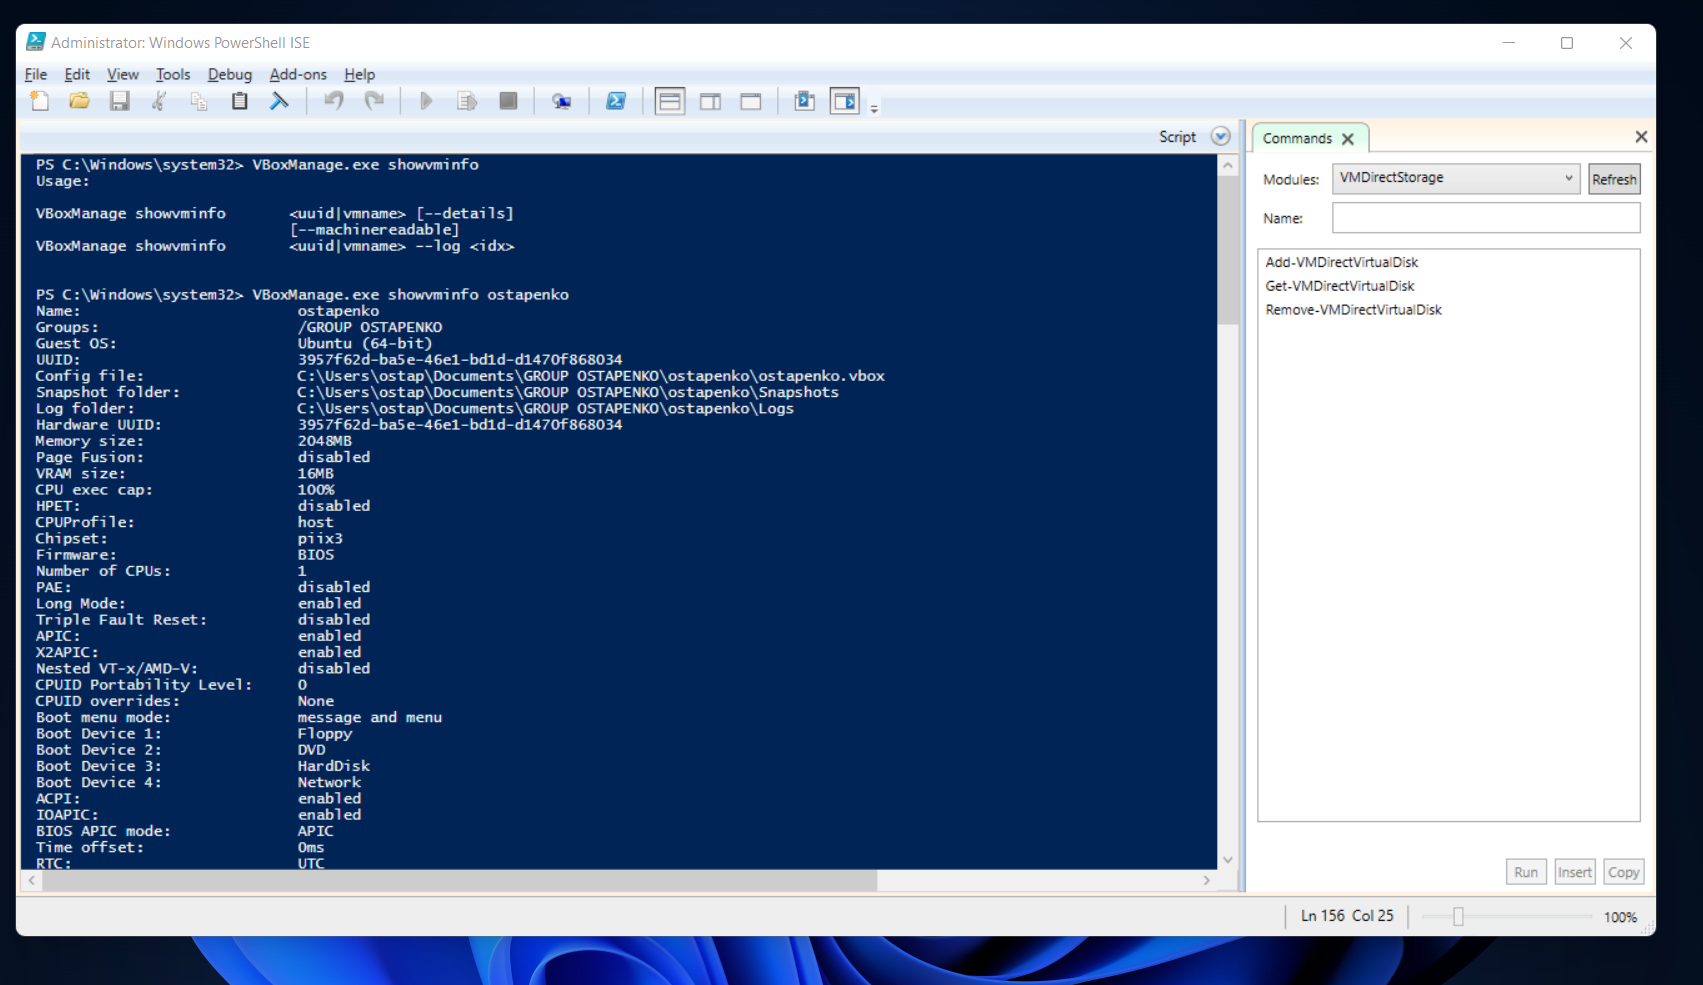 Administrator: Windows PowerShell ISE
File Edit View Tools Debug Add-ons Help
Script
PS C:\Windows\system32> VBoxManage.exe showvminfo
Usage:
VBoxManage showvminfo <uuid|vmname> [--details]
[--machinereadable]
VBoxManage showvminfo <uuid|vmname> --log <idx>
PS C:\Windows\system32> VBoxManage.exe showvminfo ostapenko
Name: ostapenko
Groups: /GROUP OSTAPENKO
Guest OS: Ubuntu (64-bit)
UUID: 3957f62d-ba5e-46e1-bd1d-d1470f868034
Config file: C:\Users\ostap\Documents\GROUP OSTAPENKO\ostapenko\ostapenko.vbox
Snapshot folder: C:\Users\ostap\Documents\GROUP OSTAPENKO\ostapenko\Snapshots
Log folder: C:\Users\ostap\Documents\GROUP OSTAPENKO\ostapenko\Logs
Hardware UUID: 3957f62d-ba5e-46e1-bd1d-d1470f868034
Memory size: 2048MB
Page Fusion: disabled
VRAM size: 16MB
CPU exec cap: 100%
HPET: disabled
CPUProfile: host
Chipset: piix3
Firmware: BIOS
Number of CPUs: 1
PAE: disabled
Long Mode: enabled
Triple Fault Reset: disabled
APIC: enabled
X2APIC: enabled
Nested VT-x/AMD-V: disabled
CPUID Portability Level: 0
CPUID overrides: None
Boot menu mode: message and menu
Boot Device 1: Floppy
Boot Device 2: DVD
Boot Device 3: HardDisk
Boot Device 4: Network
ACPI: enabled
IOAPIC: enabled
BIOS APIC mode: APIC
Time offset: 0ms
RTC: UTC
Commands
Modules: VMDirectStorage Refresh
Name:
Add-VMDirectVirtualDisk
Get-VMDirectVirtualDisk
Remove-VMDirectVirtualDisk
Run Insert Copy
Ln 156 Col 25 100%